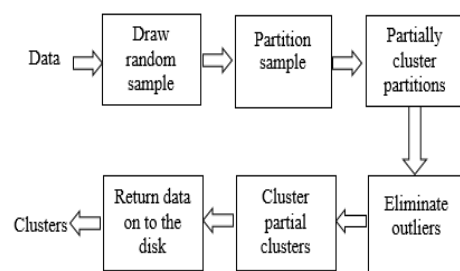 Data
Draw
random
sample
Partition
sample
Partially
cluster
partitions
Eliminate
outliers
Cluster
partial
clusters
Return data
on to the
disk
Clusters